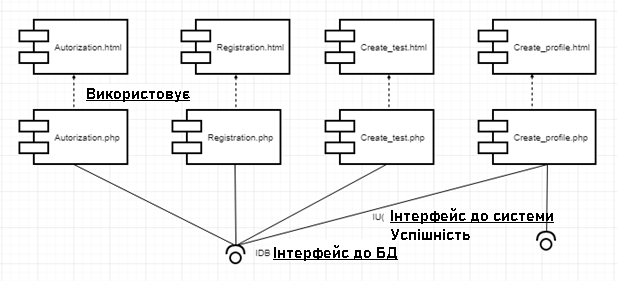 Autorization.html
Registration.html
Create_test.html
Create_profile.html
Використовує
Autorization.php
Registration.php
Create_test.php
Create_profile.php
IU( Інтерфейс до системи
Успішність
IDB Інтерфейс до БД